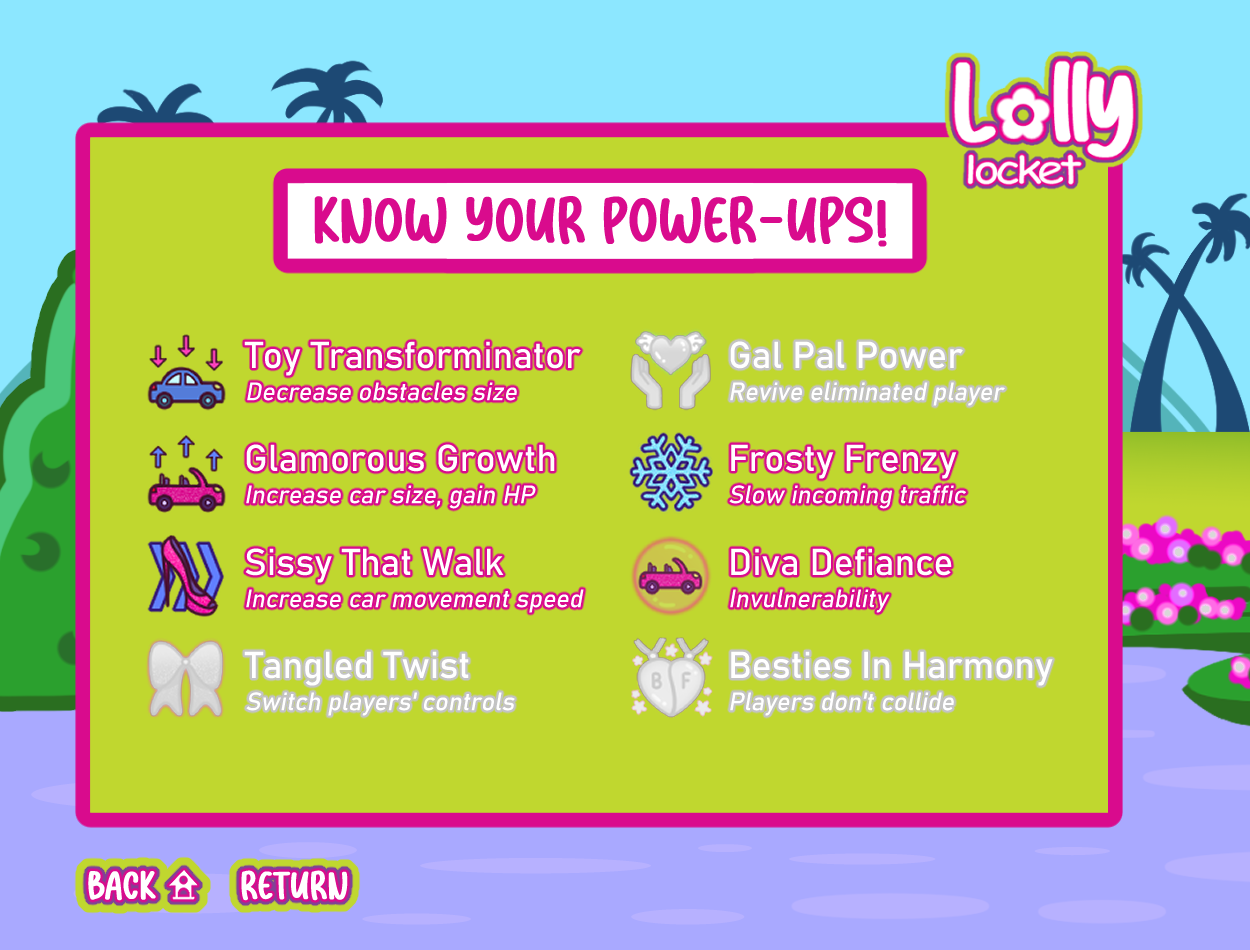 Lolly
locket
KNOW YOUR POWER-UPS!
Toy Transforminator
Decrease obstacles size
Glamorous Growth
Increase car size, gain HP
Sissy That Walk
Increase car movement speed
Tangled Twist
Switch players' controls
Gal Pal Power
Revive eliminated player
Frosty Frenzy
Slow incoming traffic
Diva Defiance
Invulnerability
B F
Besties In Harmony
Players don't collide
BACK
RETURN